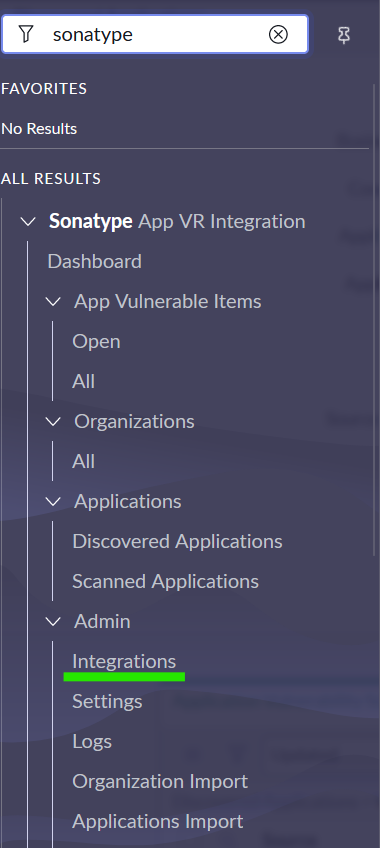 sonatype
FAVORITES
No Results
ALL RESULTS
Sonatype App VR Integration
Dashboard
App Vulnerable Items
Open
All
Organizations
All
Applications
Discovered Applications
Scanned Applications
Admin
Integrations
Settings
Logs
Organization Import
Applications Import